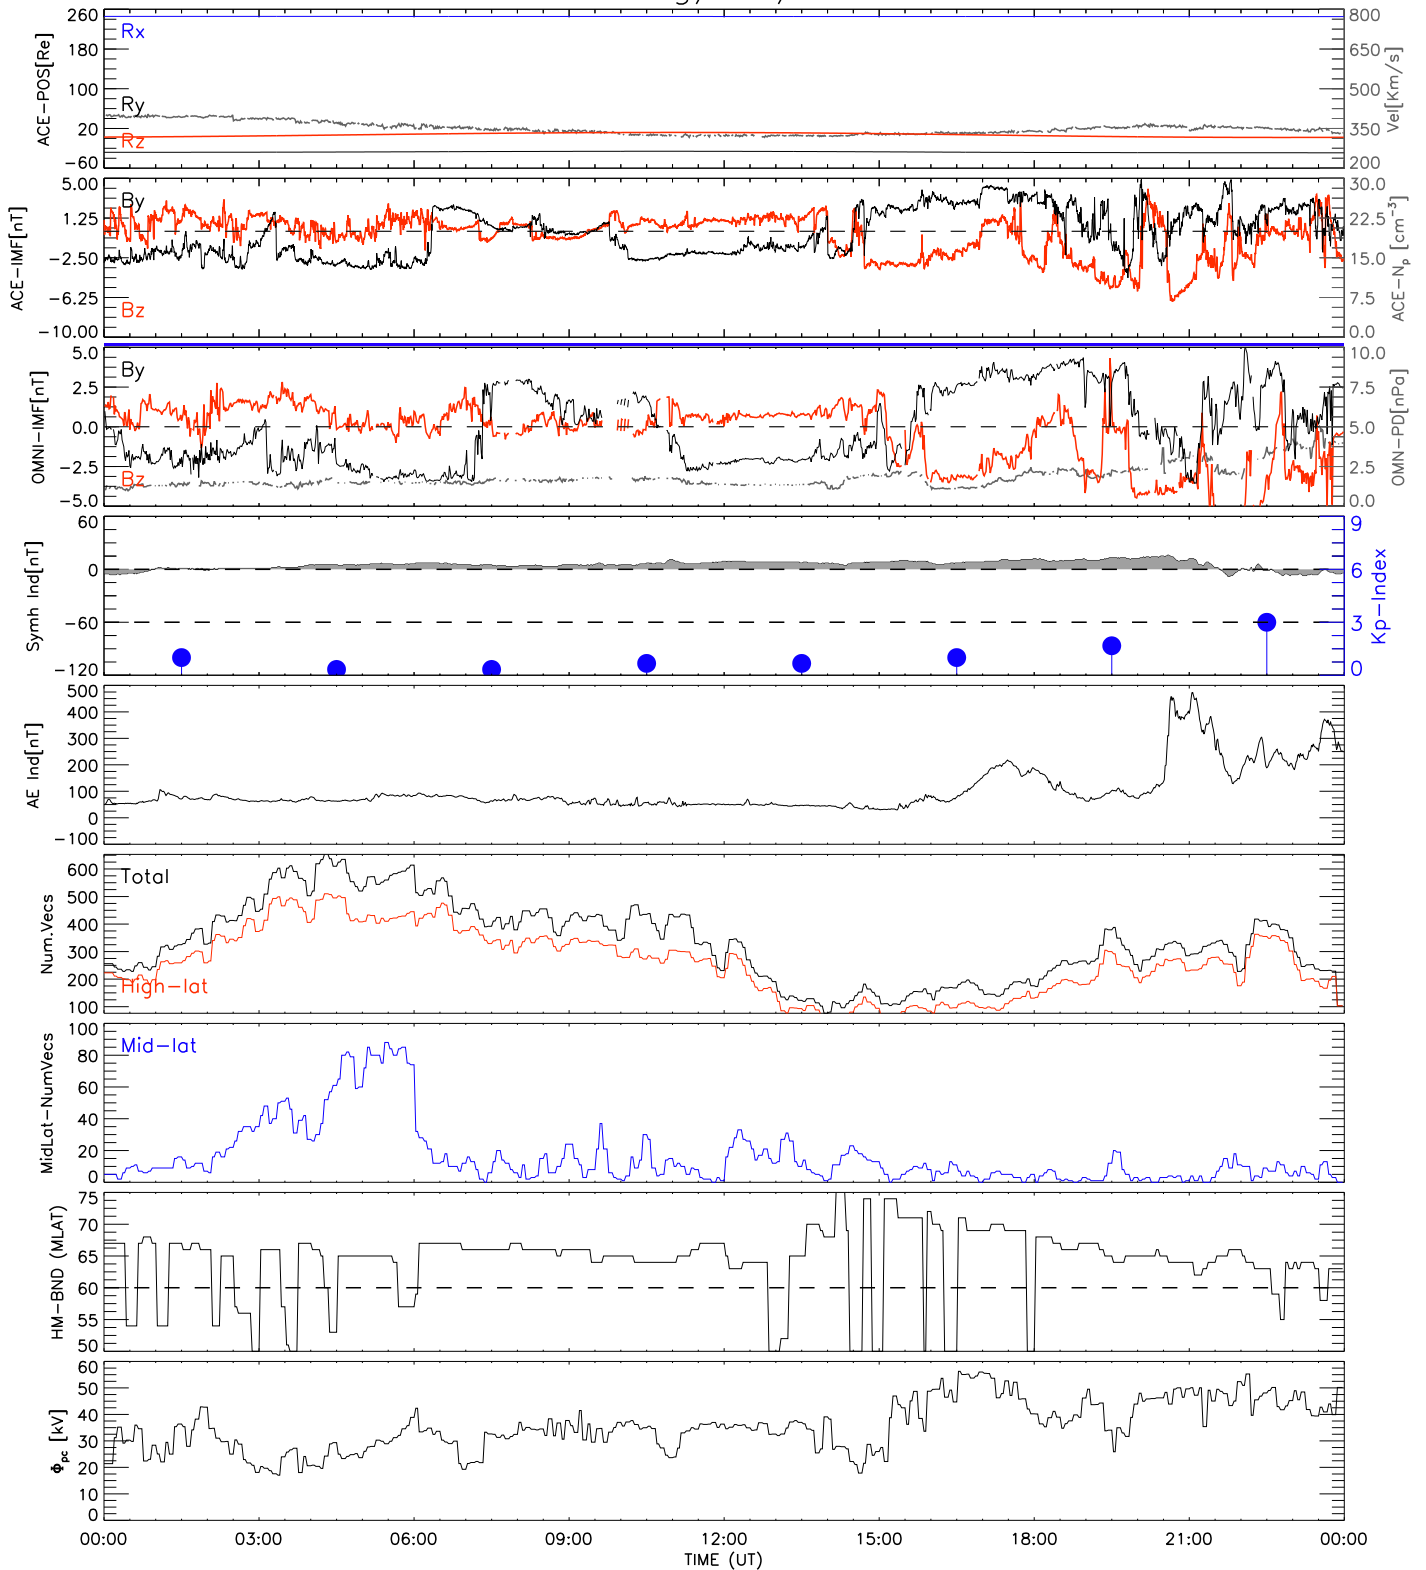 260
180
100
20
-60
ACE-POS[Re]
Rx
Ry
Rz
800
650
500
350
200
Vel[Km/s]
5.00
1.25
-2.50
-6.25
-10.00
ACE-IMF[nT]
By
Bz
30.0
22.5
15.0
7.5
0.0
ACE-Np [cm-3]
5.0
2.5
0.0
-2.5
-5.0
OMNI-IMF[nT]
By
Bz
10.0
7.5
5.0
2.5
0.0
OMN-PD[nPa]
60
0
-60
-120
Symh Ind[nT]
9
6
3
0
Kp-Index
500
400
300
200
100
0
-100
AE Ind[nT]
600
500
400
300
200
100
Num.Vecs
Total
High-lat
100
80
60
40
20
0
MidLat-NumVecs
Mid-lat
75
70
65
60
55
50
HM-BND (MLAT)
60
50
40
30
20
10
0
Φpc [kV]
00:00 03:00 06:00 09:00 12:00 15:00 18:00 21:00 00:00
TIME (UT)